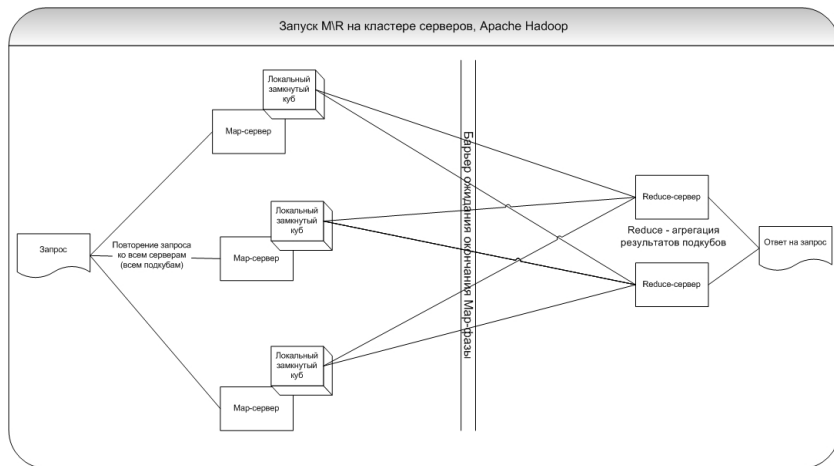 Запуск M\R на кластере серверов, Apache Hadoop
Локальный
замкнутый
куб
Map-сервер
Локальный
замкнутый
куб
Map-сервер
Локальный
замкнутый
куб
Map-сервер
Запрос
Повторение запроса
ко всем серверам
(всем подкубам)
Барьер ожидания окончания Map-фазы
Reduce-сервер
Reduce - агрегация
результатов подкубов
Reduce-сервер
Ответ на запрос